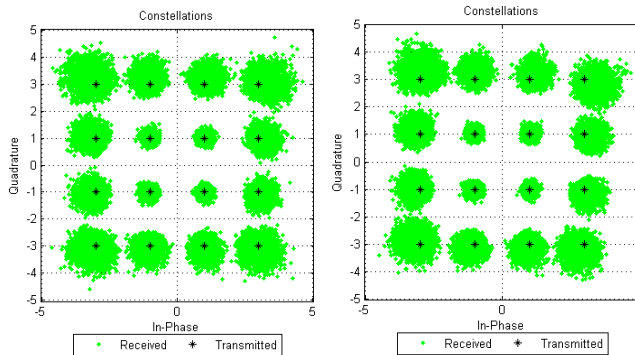 Constellations
5
4
3
2
1
0
-1
-2
-3
-4
-5
Quadrature
-5 0 5
In-Phase
Received Transmitted
Constellations
5
4
3
2
1
0
-1
-2
-3
-4
-5
Quadrature
-5 0
In-Phase
Received Transmitted